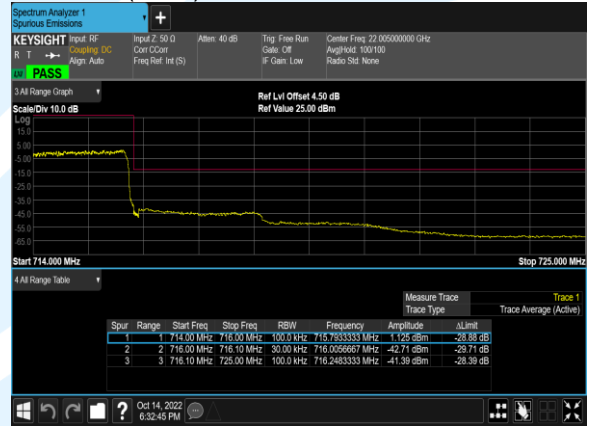 Spectrum Analyzer 1
Spurious Emissions
KEYSIGHT Input: RF Input Z: 50 Ω Atten: 40 dB Trig: Free Run Center Freq: 22.005000000 GHz
R T Coupling: DC Corr CCorr Gate: Off Avg|Hold: 100/100
Align: Auto Freq Ref: Int (S) IF Gain: Low Radio Std: None
PASS
3 All Range Graph
Ref Lvl Offset 4.50 dB
Scale/Div 10.0 dB Ref Value 25.00 dBm
Log
15.0
5.00
-5.00
-15.0
-25.0
-35.0
-45.0
-55.0
-65.0
Start 714.000 MHz Stop 725.000 MHz
4 All Range Table
Measure Trace Trace 1
Trace Type Trace Average (Active)
Spur Range Start Freq Stop Freq RBW Frequency Amplitude ΔLimit
1 1 714.00 MHz 716.00 MHz 100.0 kHz 715.7933333 MHz 1.125 dBm -28.88 dB
2 2 716.00 MHz 716.10 MHz 30.00 kHz 716.0056667 MHz -42.71 dBm -29.71 dB
3 3 716.10 MHz 725.00 MHz 100.0 kHz 716.2483333 MHz -41.39 dBm -28.39 dB
? Oct 14, 2022
6:32:45 PM